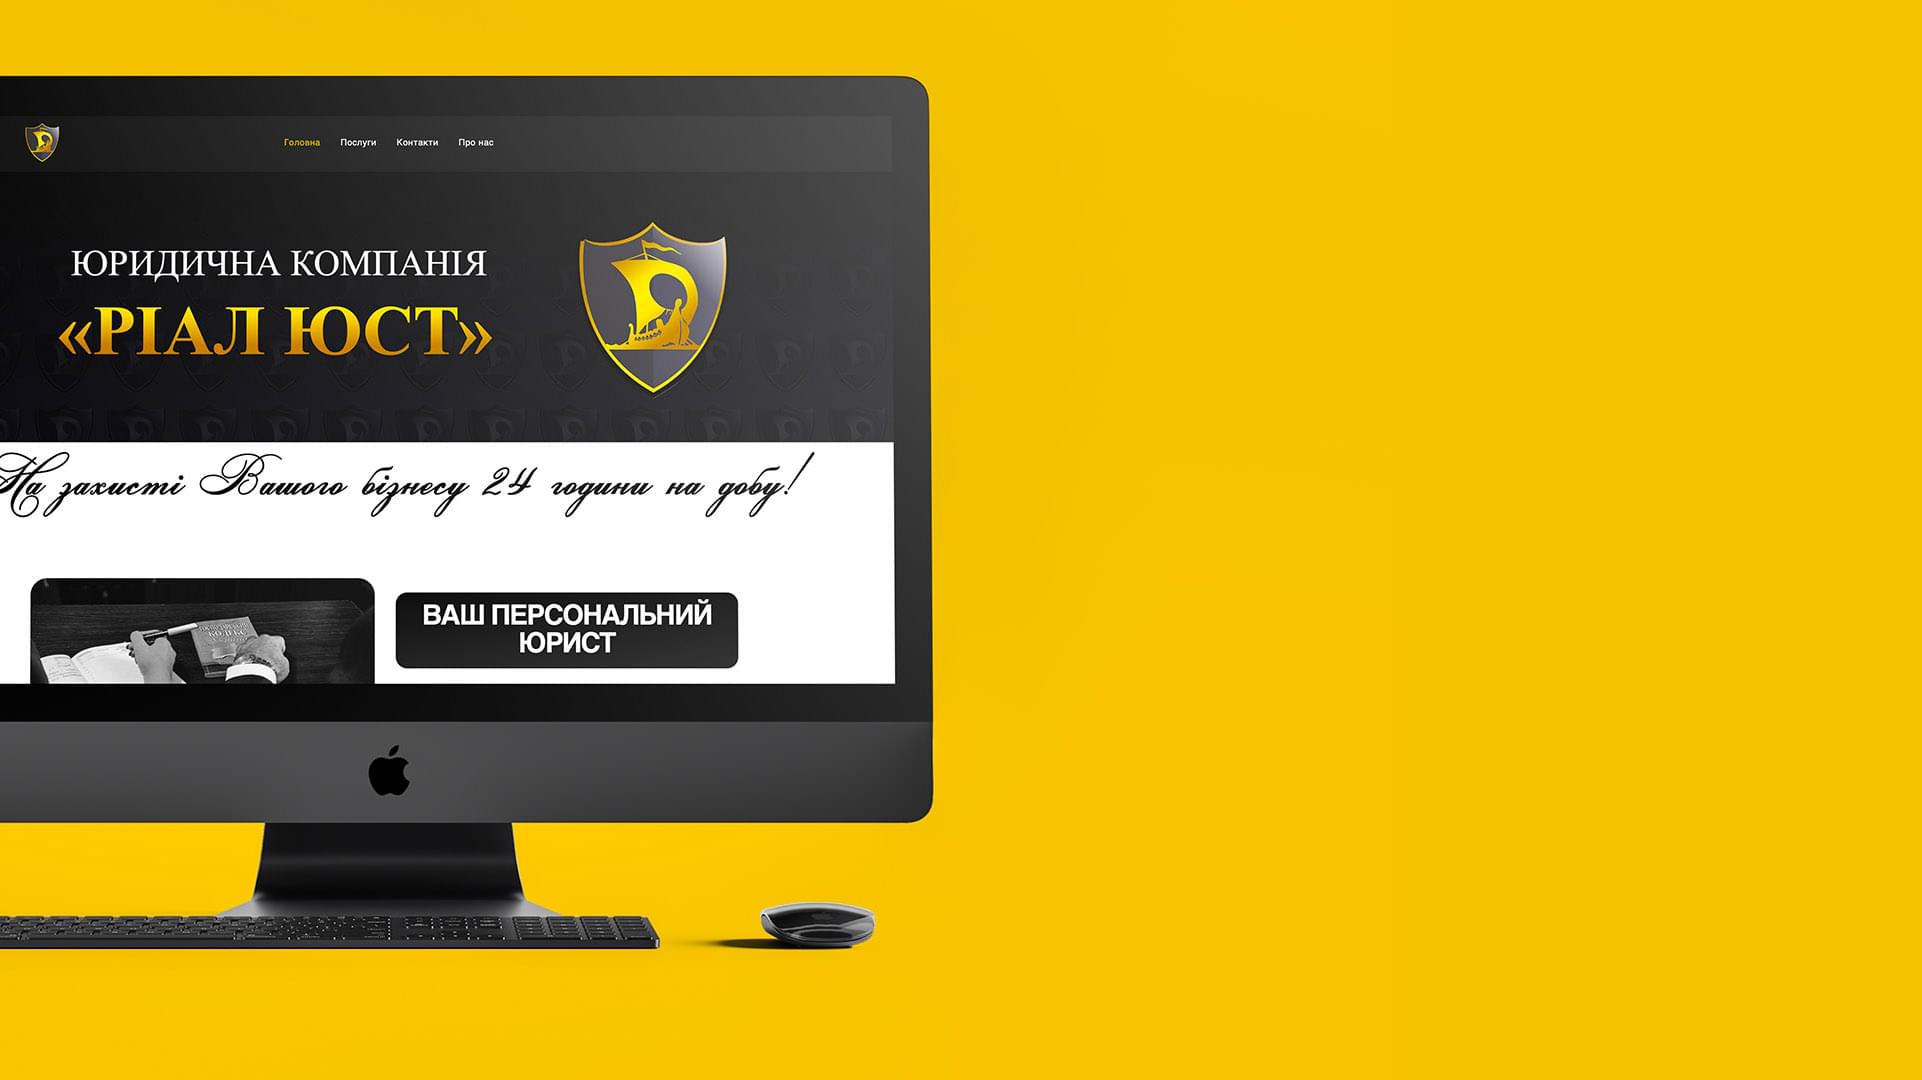 Головна Послуги Контакти Про нас
ЮРИДИЧНА КОМПАНІЯ
«РІАЛ ЮСТ»
На захисті Вашого бізнесу 24 години на добу!
КОДЕКС
ВАШ ПЕРСОНАЛЬНИЙ
ЮРИСТ